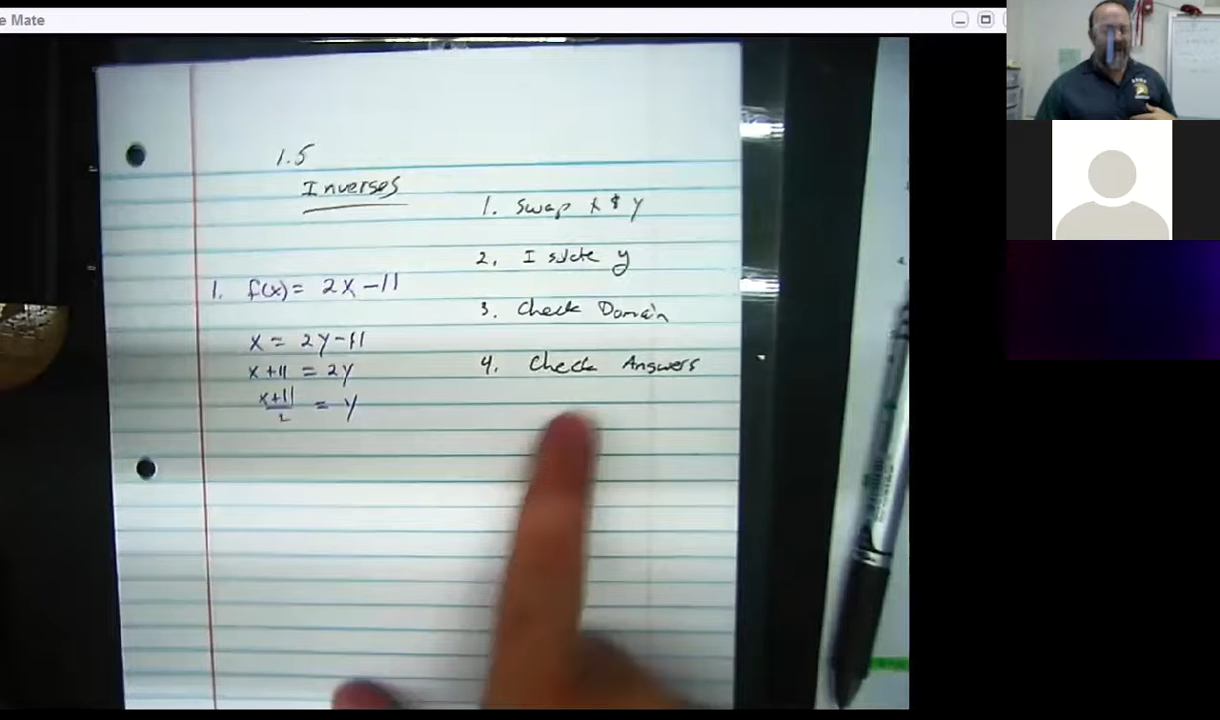 e Mate
1.5
Inverses
1. f(x) = 2x - 11
x = 2y - 11
x + 11 = 2y
x+11/2 = y
1. Swap x & y
2. Isolate y
3. Check Domain
4. Check Answers